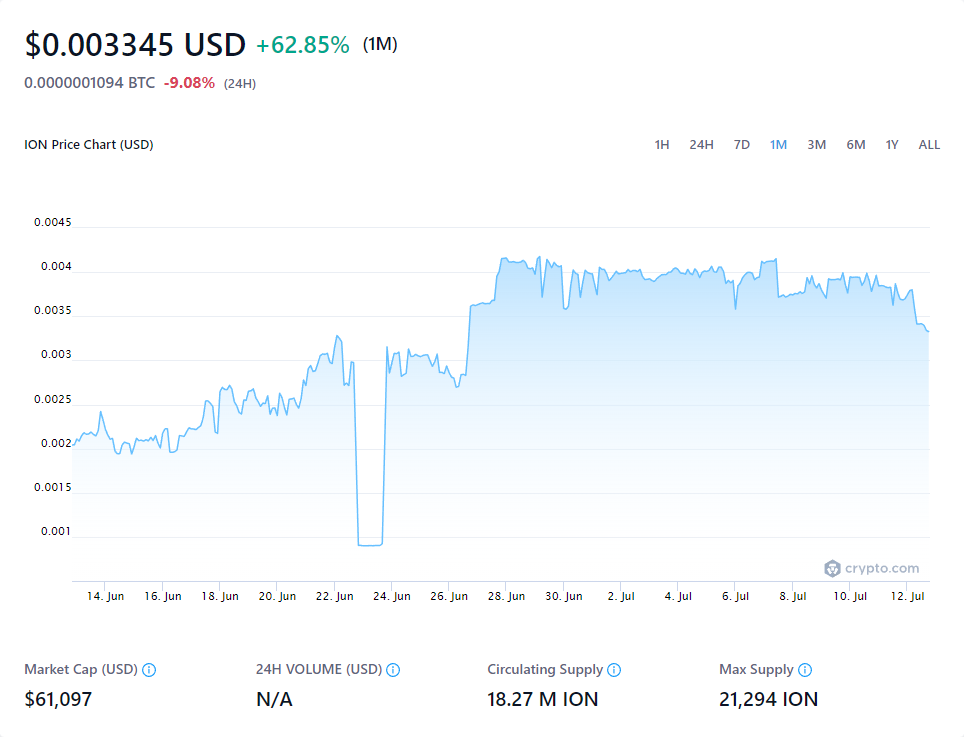 $0.003345 USD +62.85% (1M)
0.0000001094 BTC -9.08% (24H)
ION Price Chart (USD)
1H 24H 7D 1M 3M 6M 1Y ALL
0.0045
0.004
0.0035
0.003
0.0025
0.002
0.0015
0.001
crypto.com
14. Jun 16. Jun 18. Jun 20. Jun 22. Jun 24. Jun 26. Jun 28. Jun 30. Jun 2. Jul 4. Jul 6. Jul 8. Jul 10. Jul 12. Jul
Market Cap (USD) 24H VOLUME (USD) Circulating Supply Max Supply
$61,097 N/A 18.27 M ION 21,294 ION